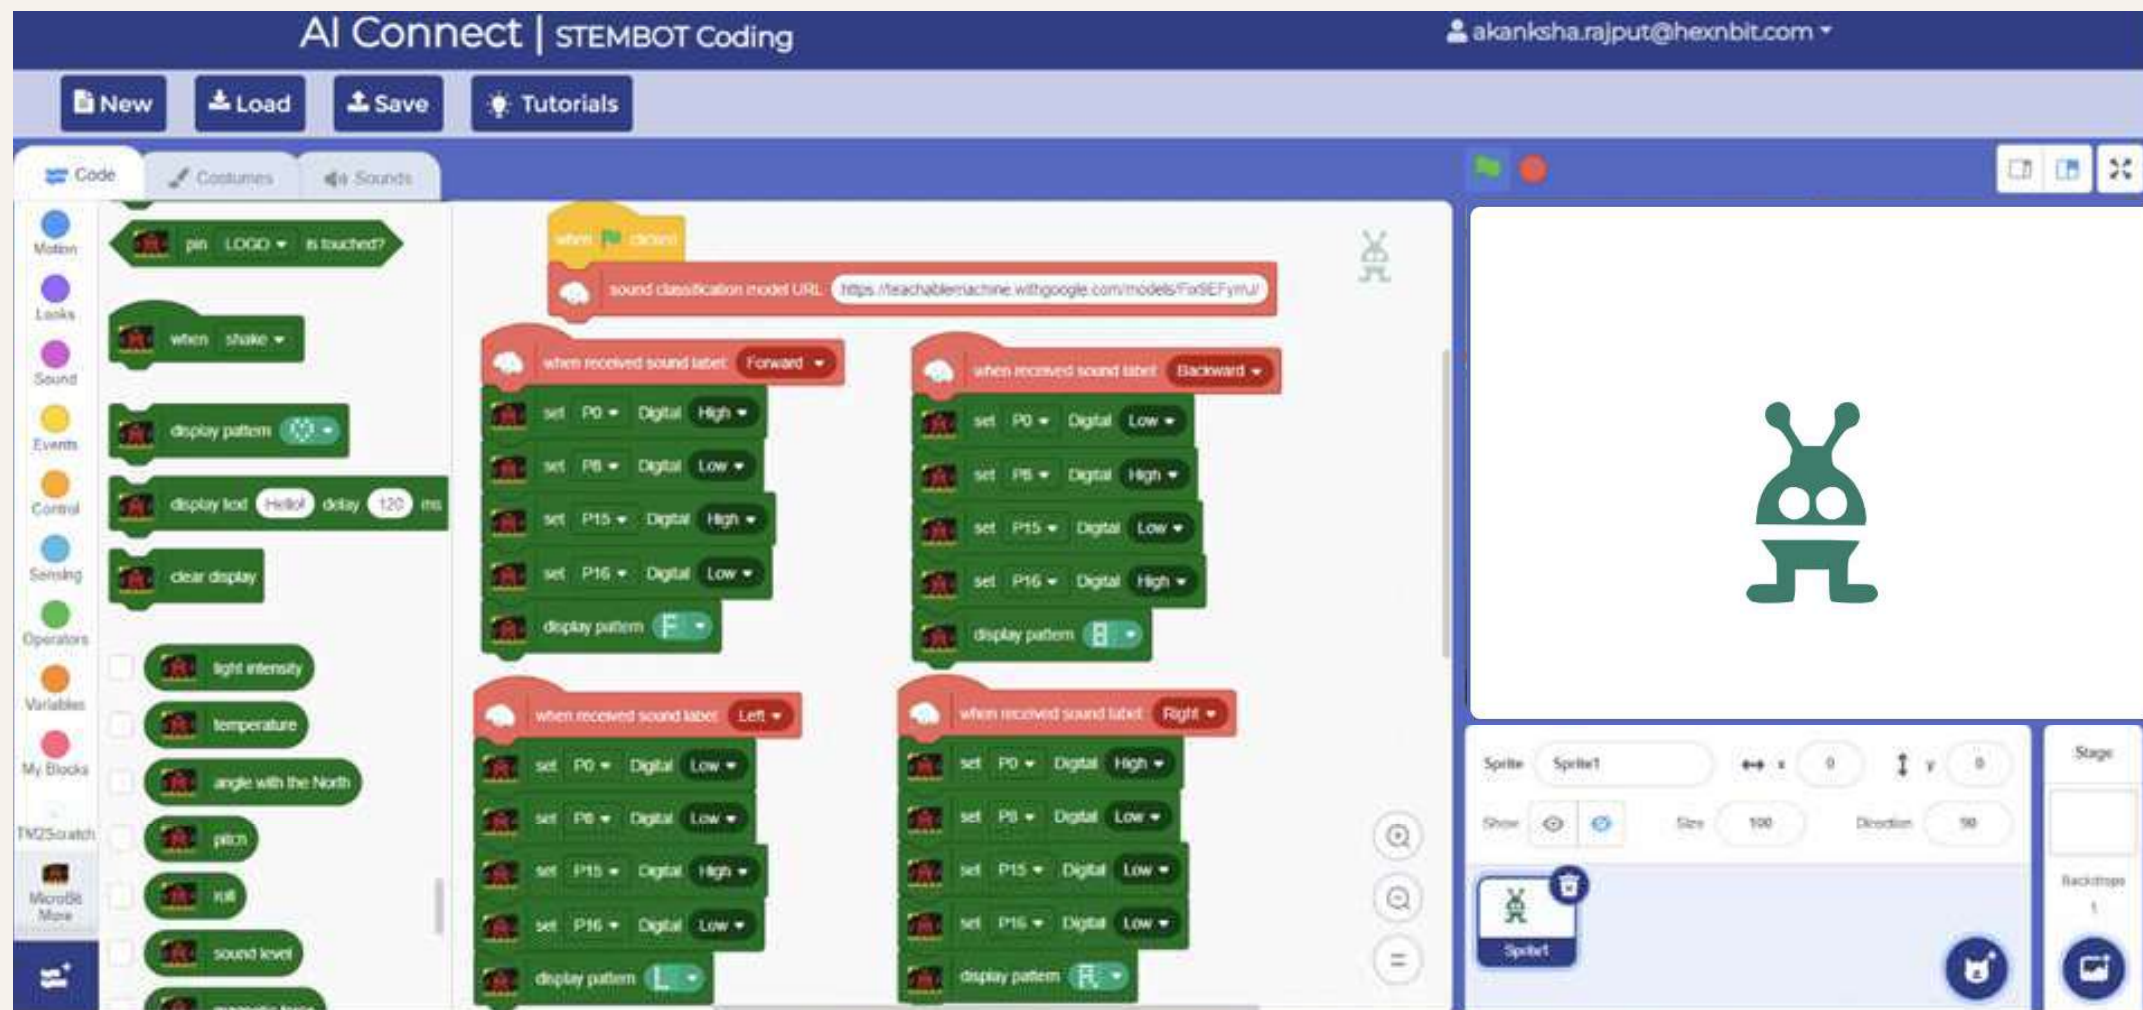 AI Connect | STEMBOT Coding
akanksha.rajput@hexnbit.com
New
Load
Save
Tutorials
Code
Costumes
Sounds
Motion
Looks
Sound
Events
Control
Sensing
Operators
Variables
My Blocks
TM2Scratch
MicroBit
More
pin LOGO is touched?
when shake
display pattern
display text Hello! delay 120 ms
clear display
light intensity
temperature
angle with the North
pitch
roll
sound level
when clicked
sound classification model URL
when received sound label: Forward
set P0 Digital High
set P8 Digital Low
set P15 Digital High
set P16 Digital Low
display pattern
when received sound label: Backward
set P0 Digital Low
set P8 Digital High
set P15 Digital Low
set P16 Digital High
display pattern
when received sound label: Left
set P0 Digital Low
set P8 Digital Low
set P15 Digital High
set P16 Digital Low
display pattern
when received sound label: Right
set P0 Digital High
set P8 Digital Low
set P15 Digital Low
set P16 Digital Low
display pattern
Sprite Sprite1 x 0 y 0
Show Size 100 Direction 90
Sprite1
Stage
Backdrops
1